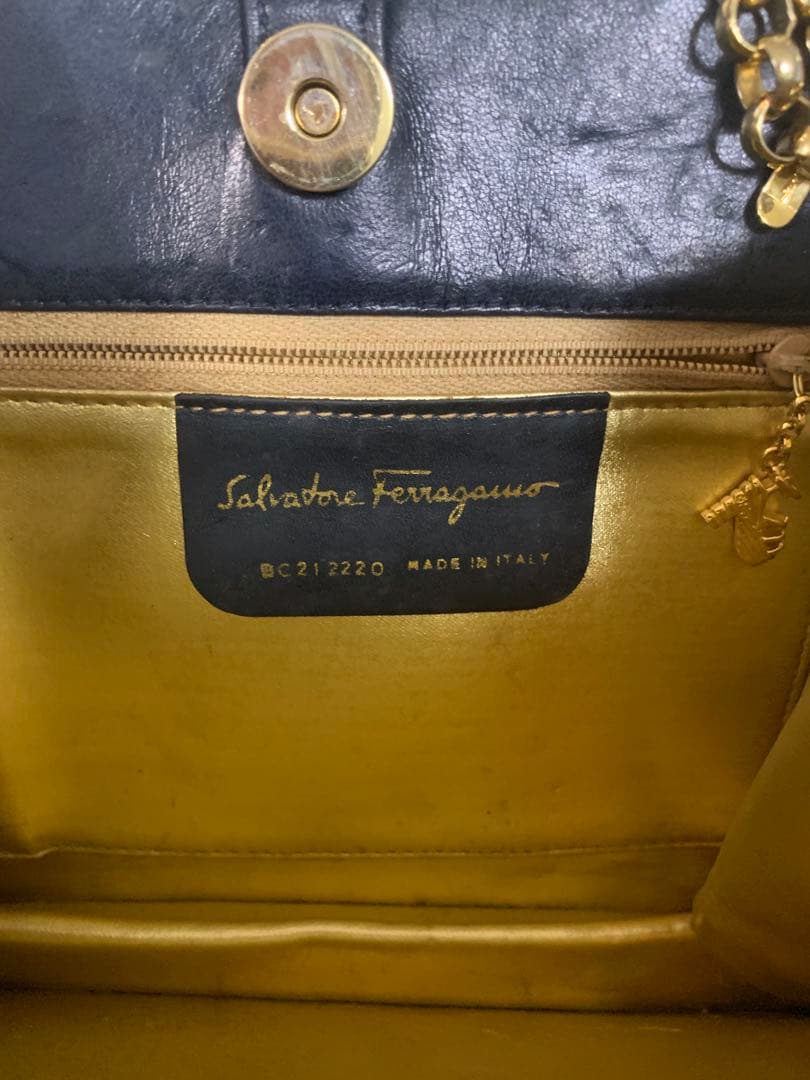 Salvatore Ferragamo
BC212220 MADE IN ITALY